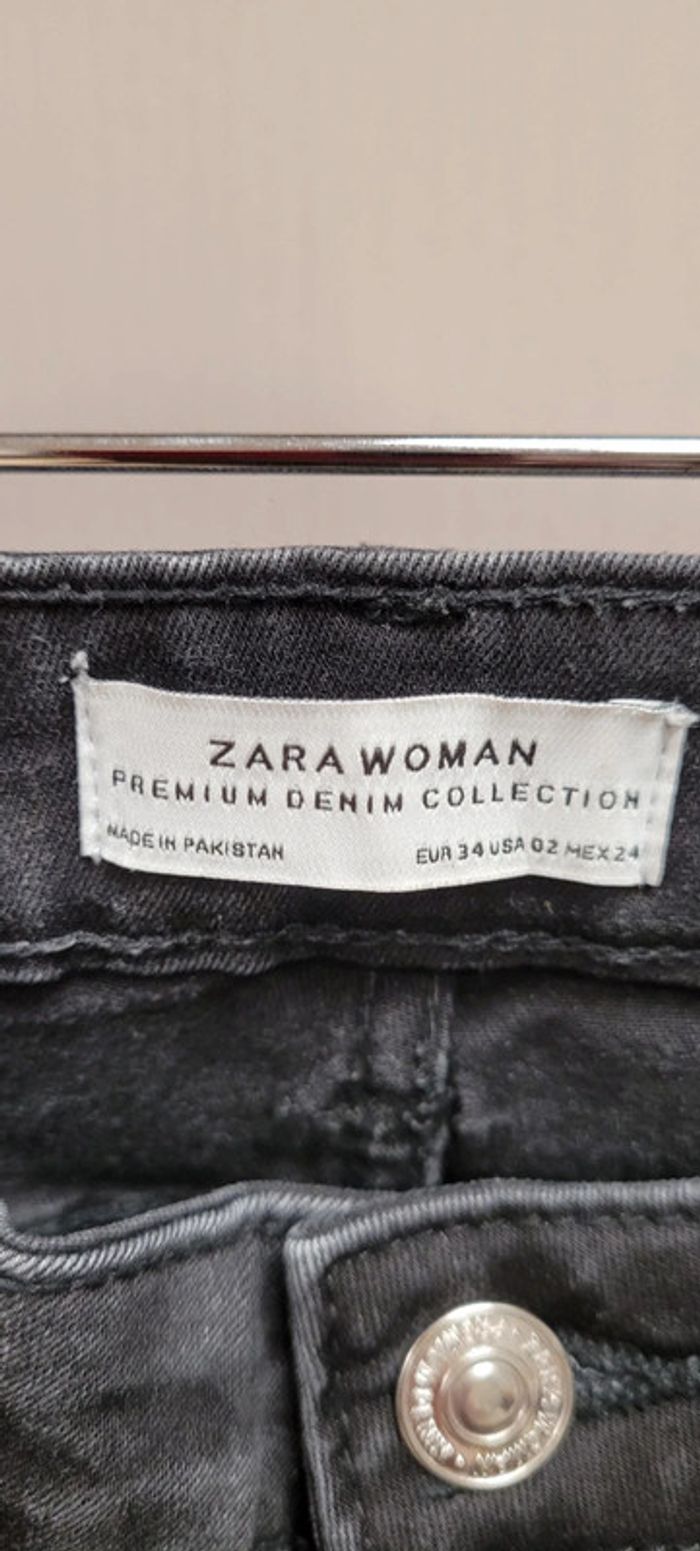 ZARA WOMAN
PREMIUM DENIM COLLECTION
MADE IN PAKISTAN
EUR 34 USA 02 MEX 24